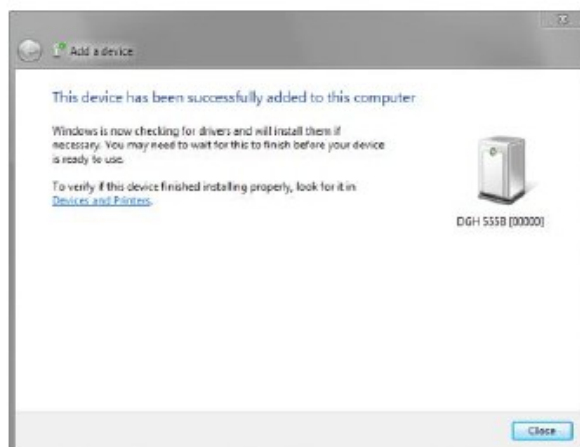 Add a device
This device has been successfully added to this computer
Windows is now checking for drivers and will install them if
necessary. You may need to wait for this to finish before your device
is ready to use.
To verify if this device finished installing properly, look for it in
Devices and Printers.
DGH 555B [00000]
Close